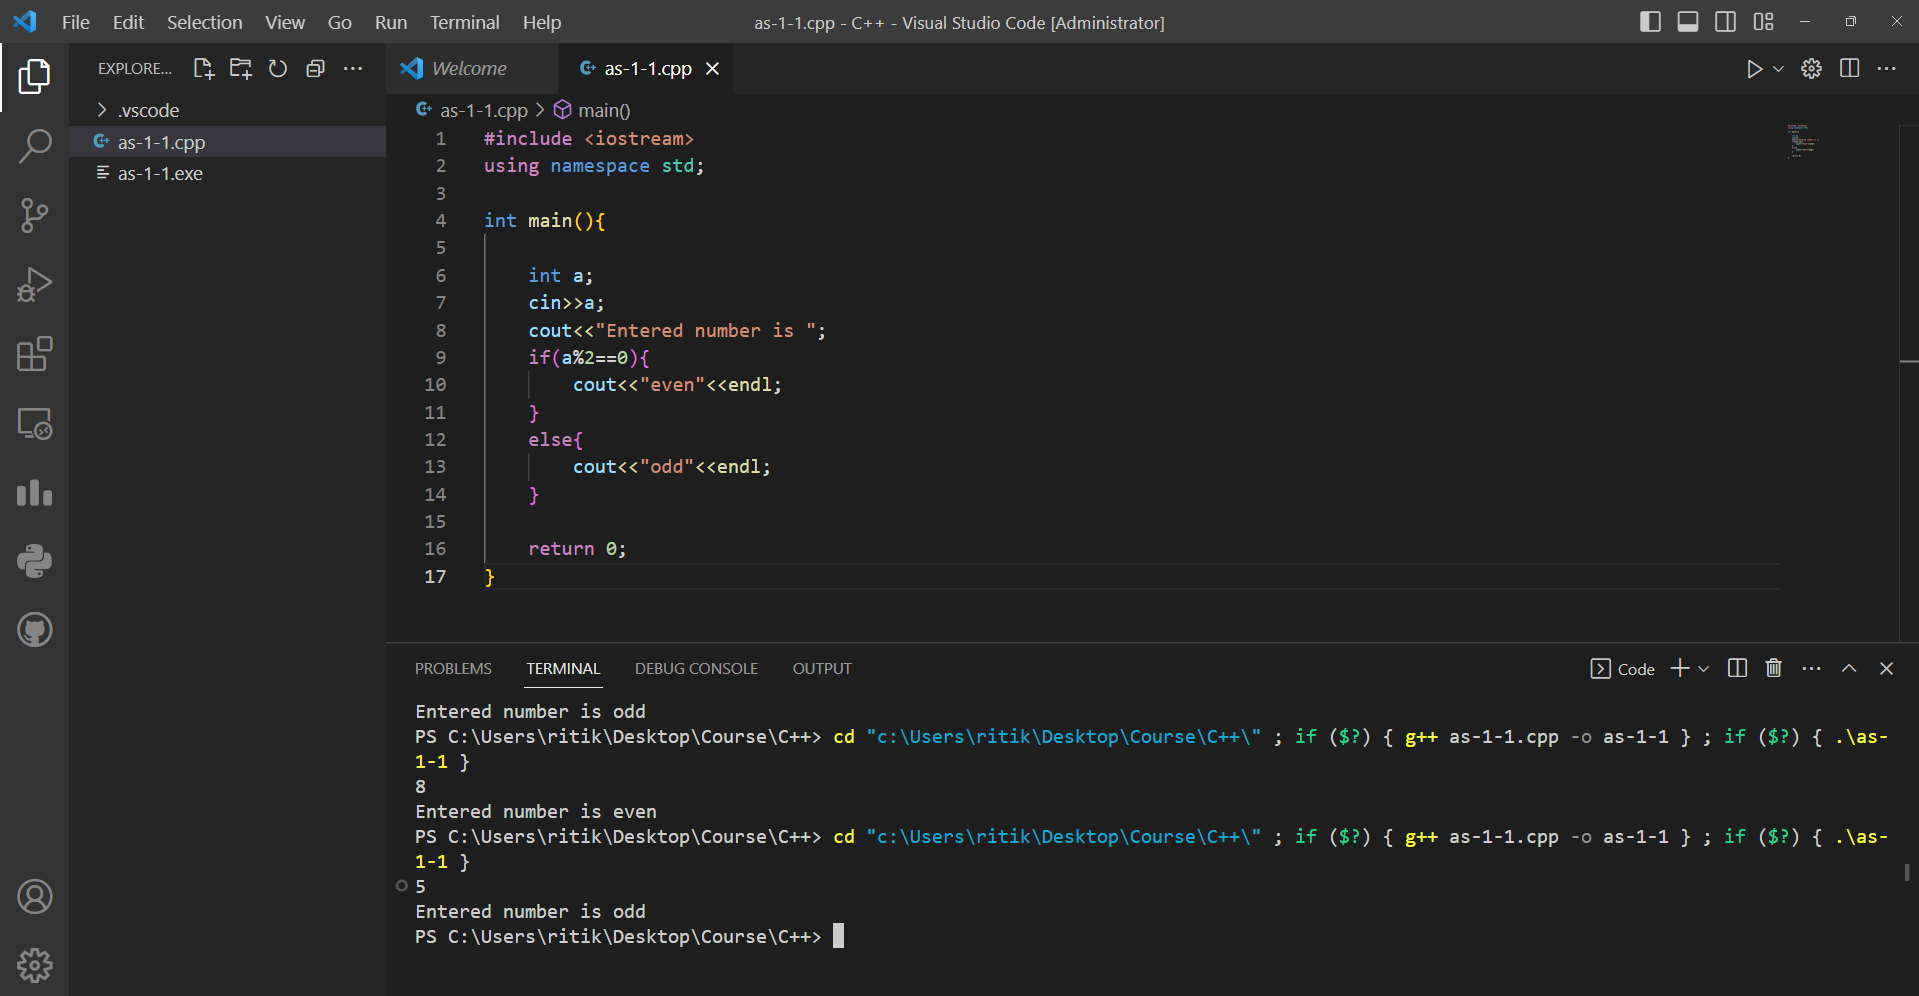 File Edit Selection View Go Run Terminal Help as-1-1.cpp - C++ - Visual Studio Code [Administrator]
EXPLORE...
.vscode
as-1-1.cpp
as-1-1.exe
Welcome as-1-1.cpp
as-1-1.cpp > main()
1 #include <iostream>
2 using namespace std;
3
4 int main(){
5
6 int a;
7 cin>>a;
8 cout<<"Entered number is ";
9 if(a%2==0){
10 cout<<"even"<<endl;
11 }
12 else{
13 cout<<"odd"<<endl;
14 }
15
16 return 0;
17 }
PROBLEMS TERMINAL DEBUG CONSOLE OUTPUT Code
Entered number is odd
PS C:\Users\ritik\Desktop\Course\C++> cd "c:\Users\ritik\Desktop\Course\C++\" ; if ($?) { g++ as-1-1.cpp -o as-1-1 } ; if ($?) { .\as-
1-1 }
8
Entered number is even
PS C:\Users\ritik\Desktop\Course\C++> cd "c:\Users\ritik\Desktop\Course\C++\" ; if ($?) { g++ as-1-1.cpp -o as-1-1 } ; if ($?) { .\as-
1-1 }
5
Entered number is odd
PS C:\Users\ritik\Desktop\Course\C++>